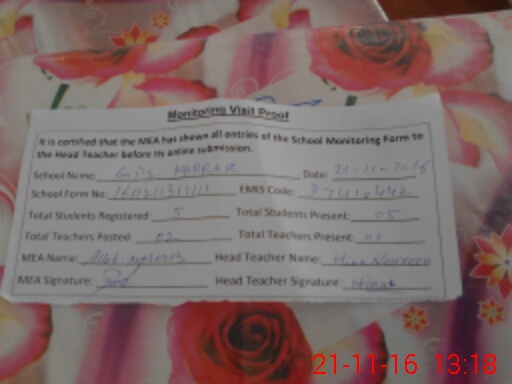 Monitoring Visit Proof
It is certified that the MEA has shown all entries of the School Monitoring Form to
the Head Teacher before its online submission.
School Name: GPS HARRAR Date: 21-11-2016
School Form No: EMIS Code:
Total Students Registered: 5 Total Students Present: 05
Total Teachers Posted: 02 Total Teachers Present: 01
MEA Name: Head Teacher Name: Hina
MEA Signature: Head Teacher Signature:
21-11-16 13:18